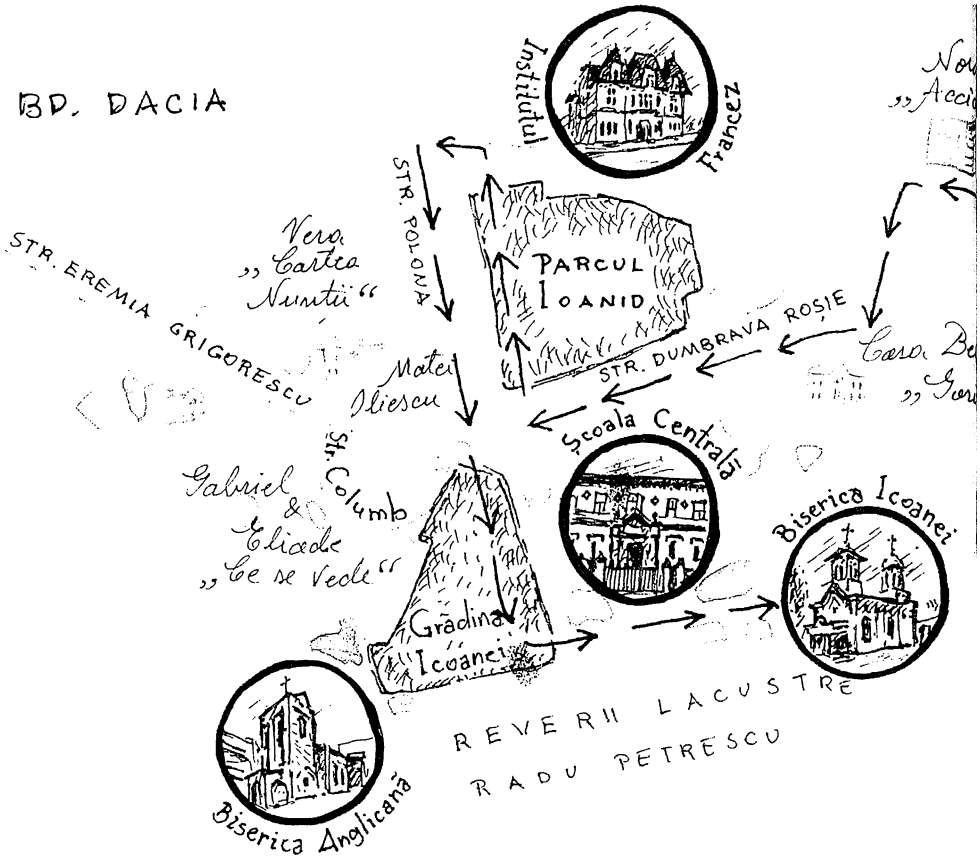 Institutul
Francez
BD. DACIA
STR. POLONA
STR. EREMIA GRIGORESCU
Vera
„Cartea
Nunții“
PARCUL
IOANID
STR. DUMBRAVA ROȘIE
Casa
Matei
Iliescu
Școala Centrală
Str. Columb
Gabriel
&
Eliade
„Ce se vede“
Biserica Icoanei
Gradina
Icoanei
REVERII LACUSTRE
RADU PETRESCU
Biserica Anglicană